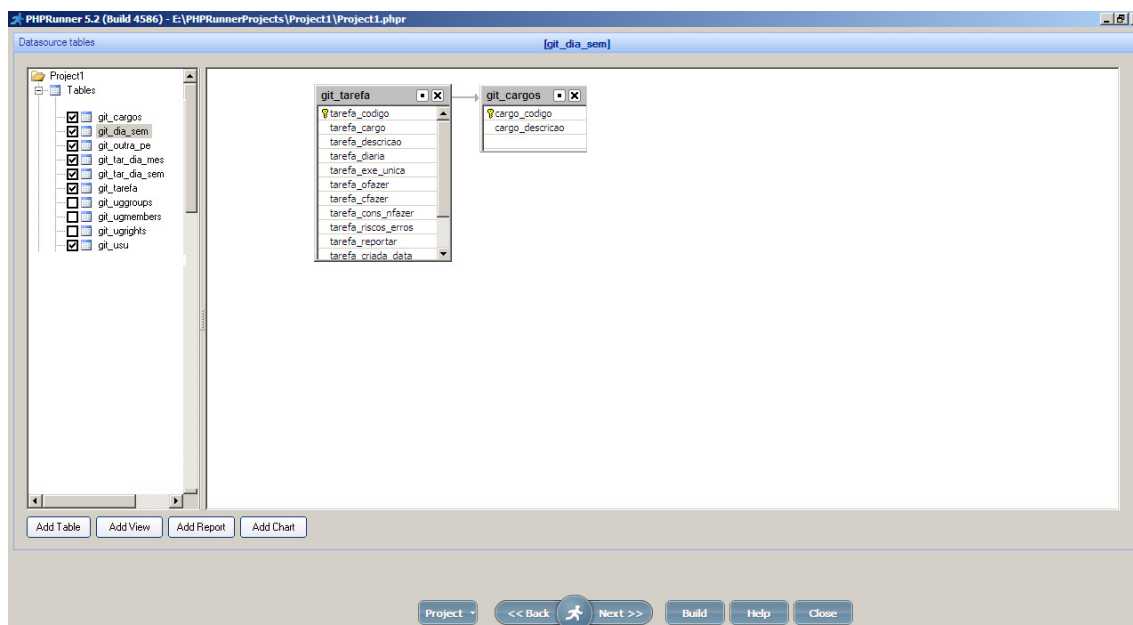 PHPRunner 5.2 (Build 4586) - E:\PHPRunnerProjects\Project1\Project1.phpr
Datasource tables
[git_dia_sem]
Project1
Tables
git_cargos
git_dia_sem
git_outra_pe
git_tar_dia_mes
git_tar_dia_sem
git_tarefa
git_uggroups
git_ugmembers
git_ugrights
git_usu
git_tarefa
tarefa_codigo
tarefa_cargo
tarefa_descricao
tarefa_diaria
tarefa_exe_unica
tarefa_ofazer
tarefa_cfazer
tarefa_cons_nfazer
tarefa_riscos_erros
tarefa_reportar
tarefa_criada_data
git_cargos
cargo_codigo
cargo_descricao
Add Table Add View Add Report Add Chart
Project << Back Next >> Build Help Close